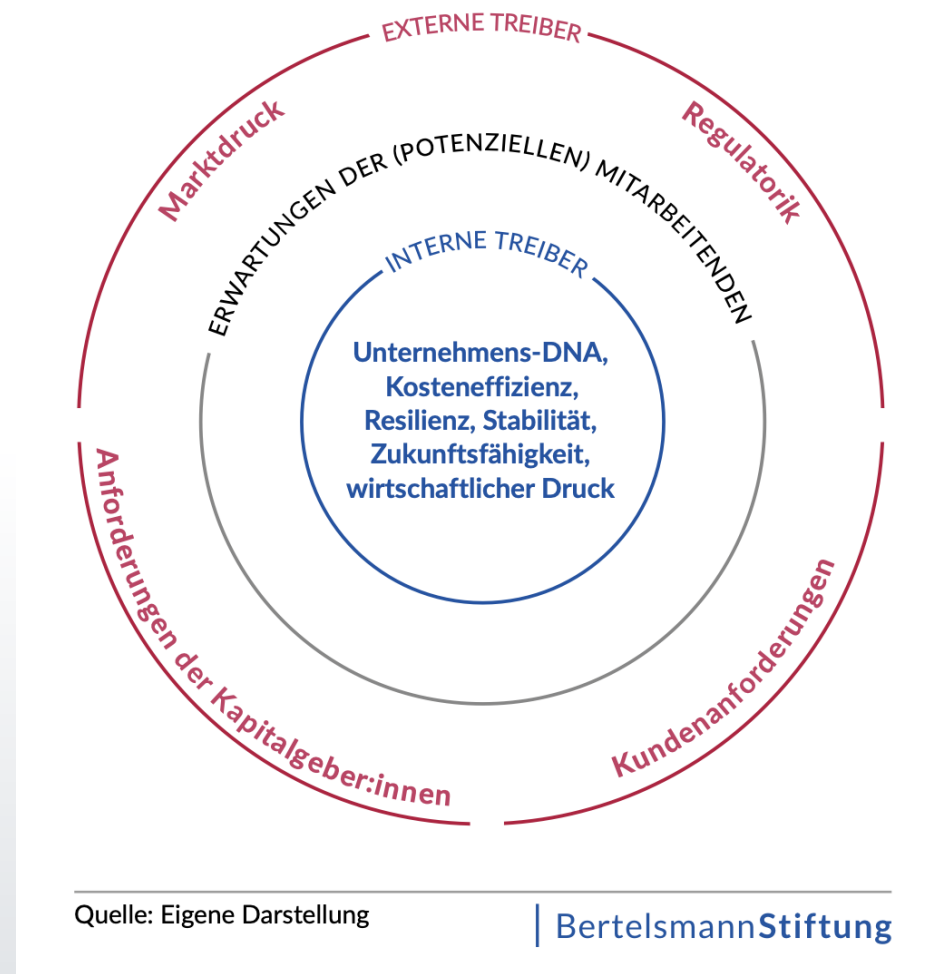 EXTERNE TREIBER
Marktdruck
Regulatorik
ERWARTUNGEN DER (POTENZIELLEN) MITARBEITENDEN
INTERNE TREIBER
Unternehmens-DNA,
Kosteneffizienz,
Resilienz, Stabilität,
Zukunftsfähigkeit,
wirtschaftlicher Druck
Anforderungen der Kapitalgeber:innen
Kundenanforderungen
Quelle: Eigene Darstellung
BertelsmannStiftung